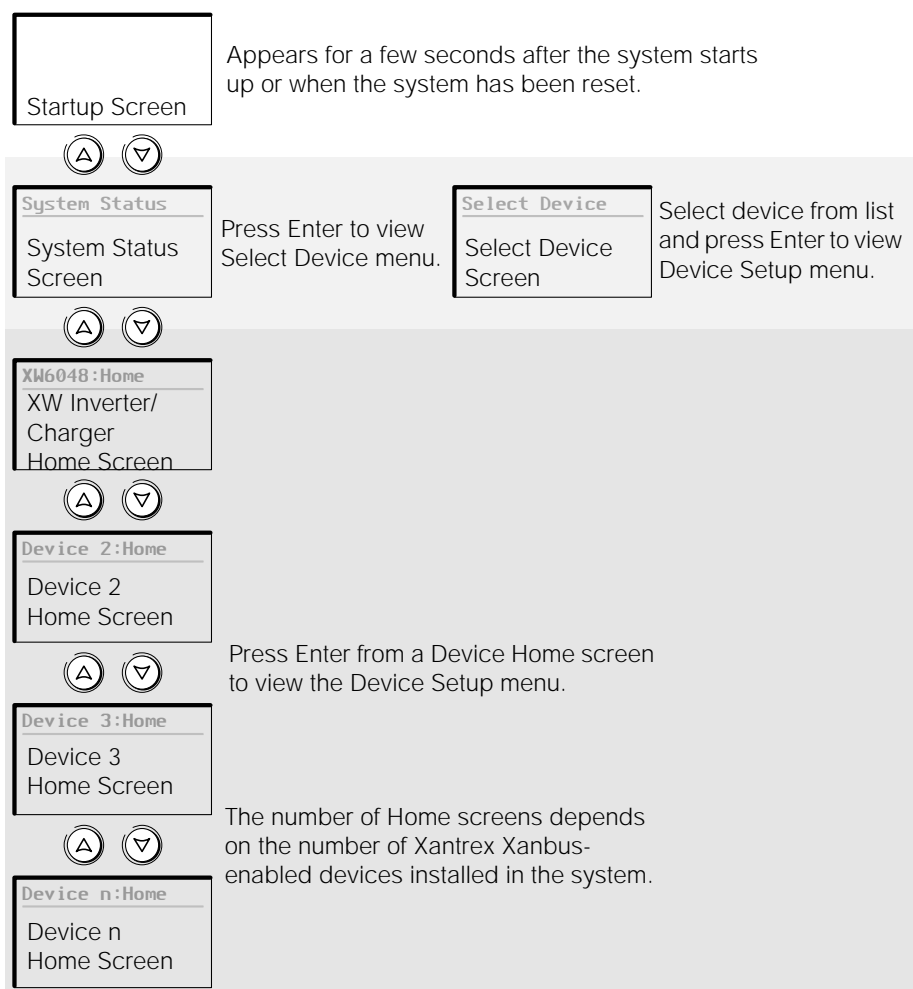 Startup Screen
Appears for a few seconds after the system starts
up or when the system has been reset.
System Status
System Status
Screen
Press Enter to view
Select Device menu.
Select Device
Select Device
Screen
Select device from list
and press Enter to view
Device Setup menu.
XW6048:Home
XW Inverter/
Charger
Home Screen
Device 2:Home
Device 2
Home Screen
Press Enter from a Device Home screen
to view the Device Setup menu.
Device 3:Home
Device 3
Home Screen
The number of Home screens depends
on the number of Xantrex Xanbus-
enabled devices installed in the system.
Device n:Home
Device n
Home Screen